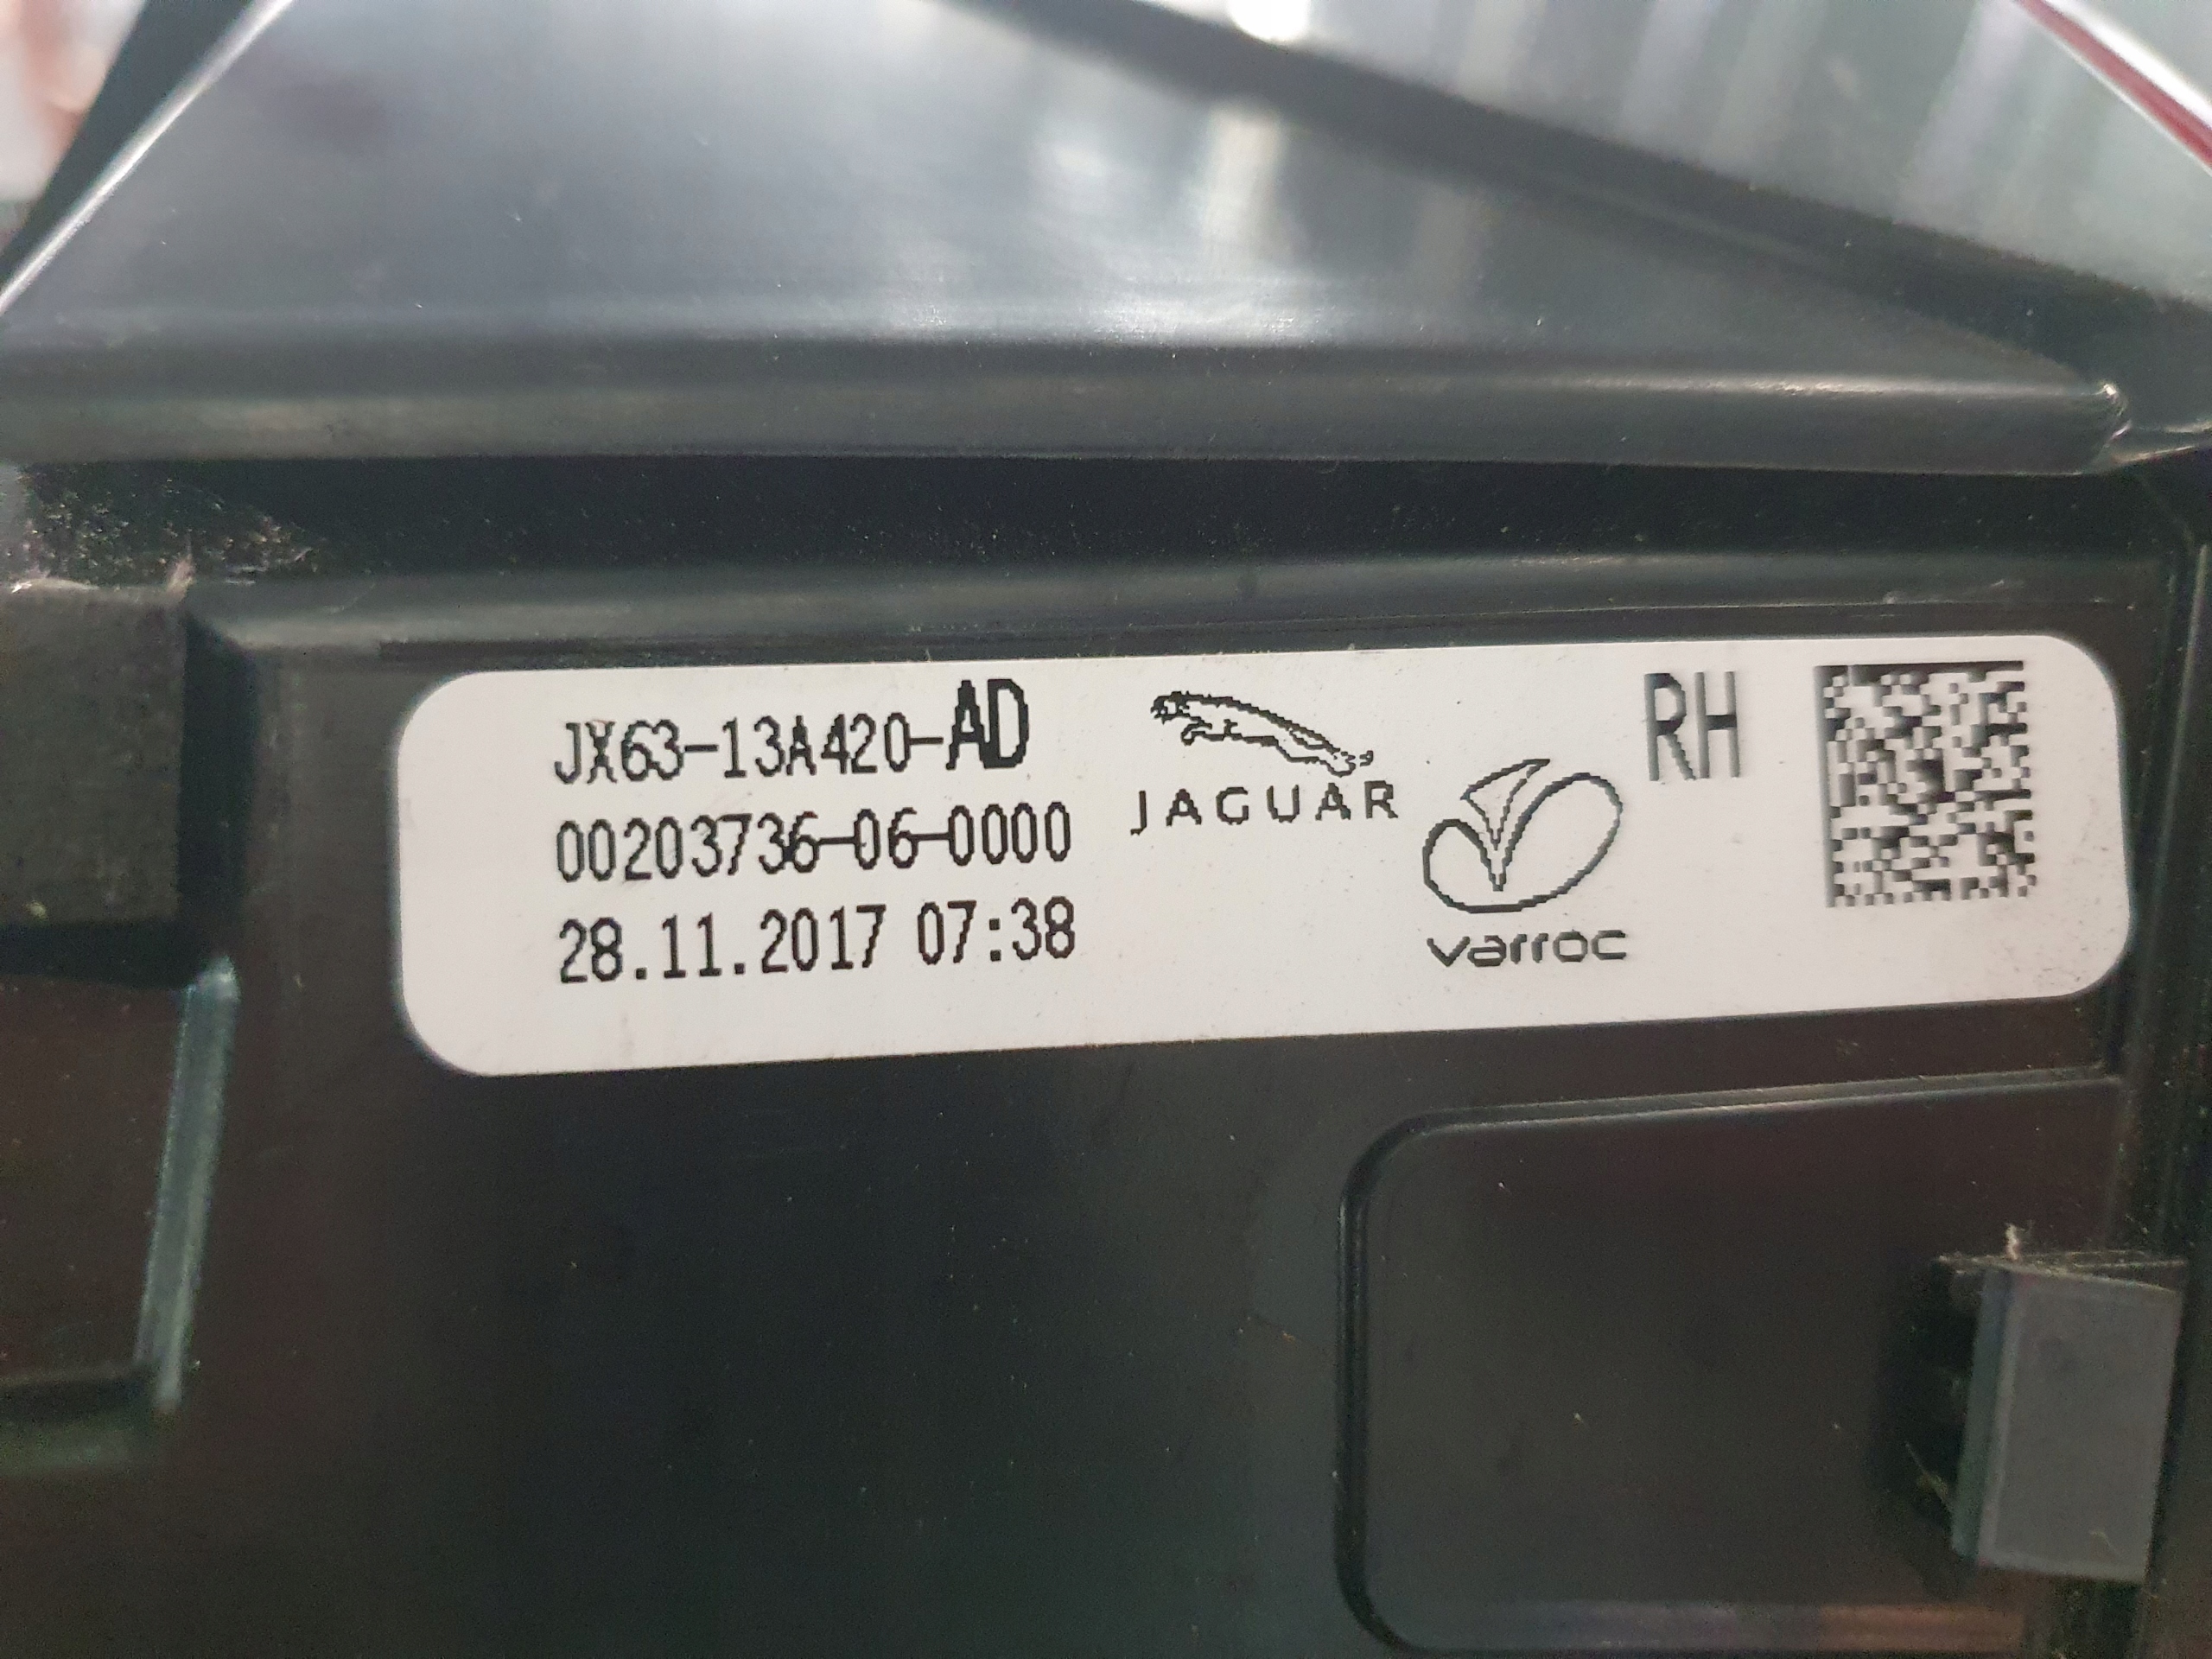 JX63-13A420-AD
00203736-06-0000
28.11.2017 07:38
JAGUAR
varroc
RH